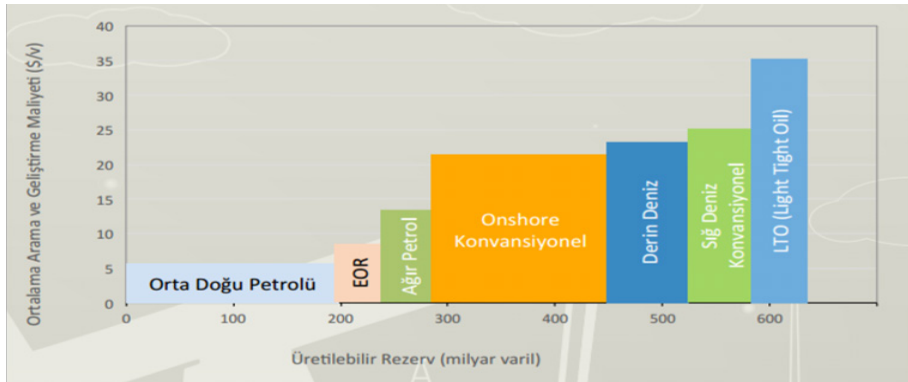 Ortalama Arama ve Geliştirme Maliyeti ($/v)
40
35
30
25
20
15
10
5
0
Orta Doğu Petrolü
EOR
Ağır Petrol
Onshore
Konvansiyonel
Derin Deniz
Sığ Deniz
Konvansiyonel
LTO (Light Tight Oil)
0 100 200 300 400 500 600
Üretilebilir Rezerv (milyar varil)